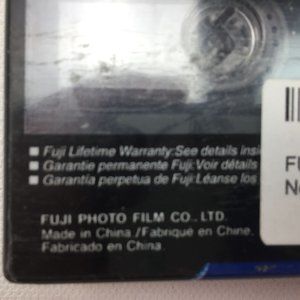 ■ Fuji Lifetime Warranty:See details insi
■ Garantie permanente Fuji:Voir détails
■ Garantía perpetua de Fuji:Léanse los
FUJI PHOTO FILM CO., LTD.
Made in China./Fabriqué en Chine.
Fabricado en China.
FU